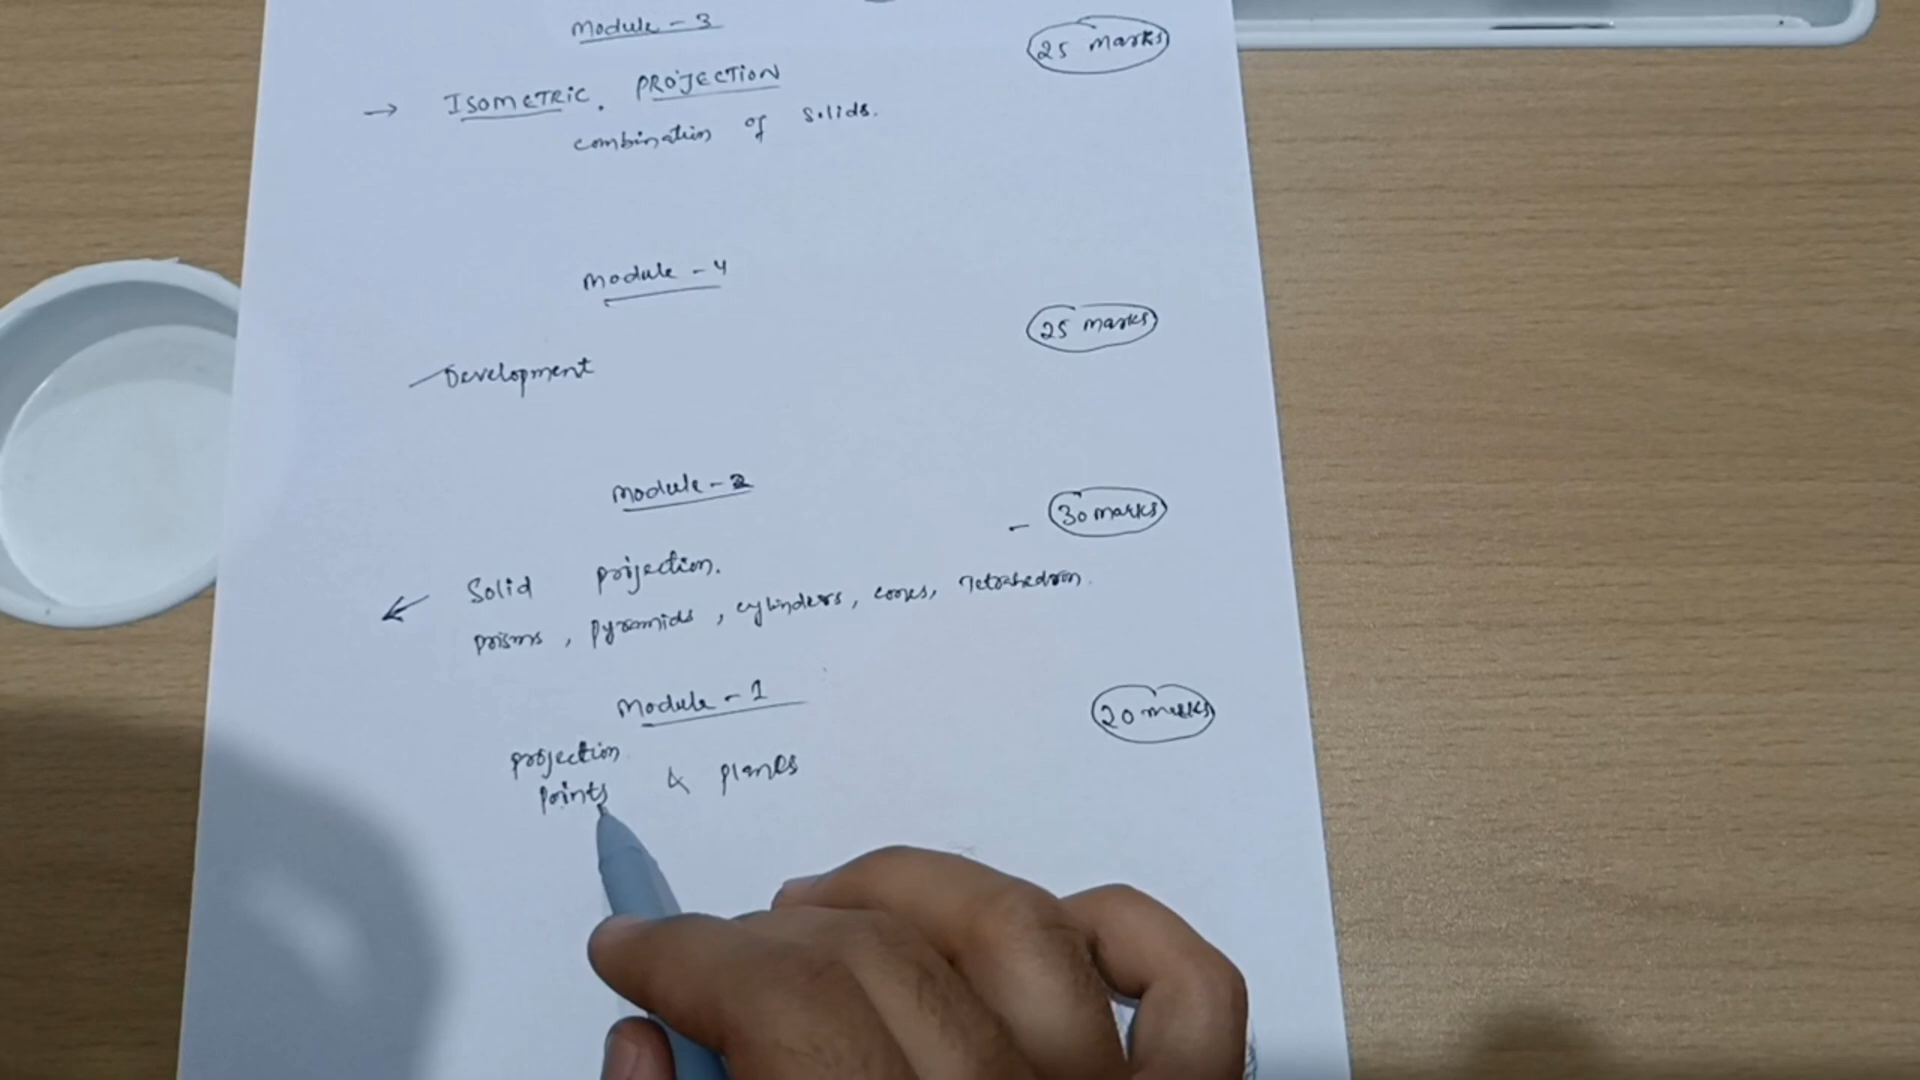 Module - 3
25 marks
→ ISOMETRIC. PROJECTION
combination of solids.
Module - 4
25 marks
Development
Module - 2
- 30 marks
Solid projection.
prisms, pyramids, cylinders, cones, Tetrahedron.
Module - 1
20 marks
projection
points & planes